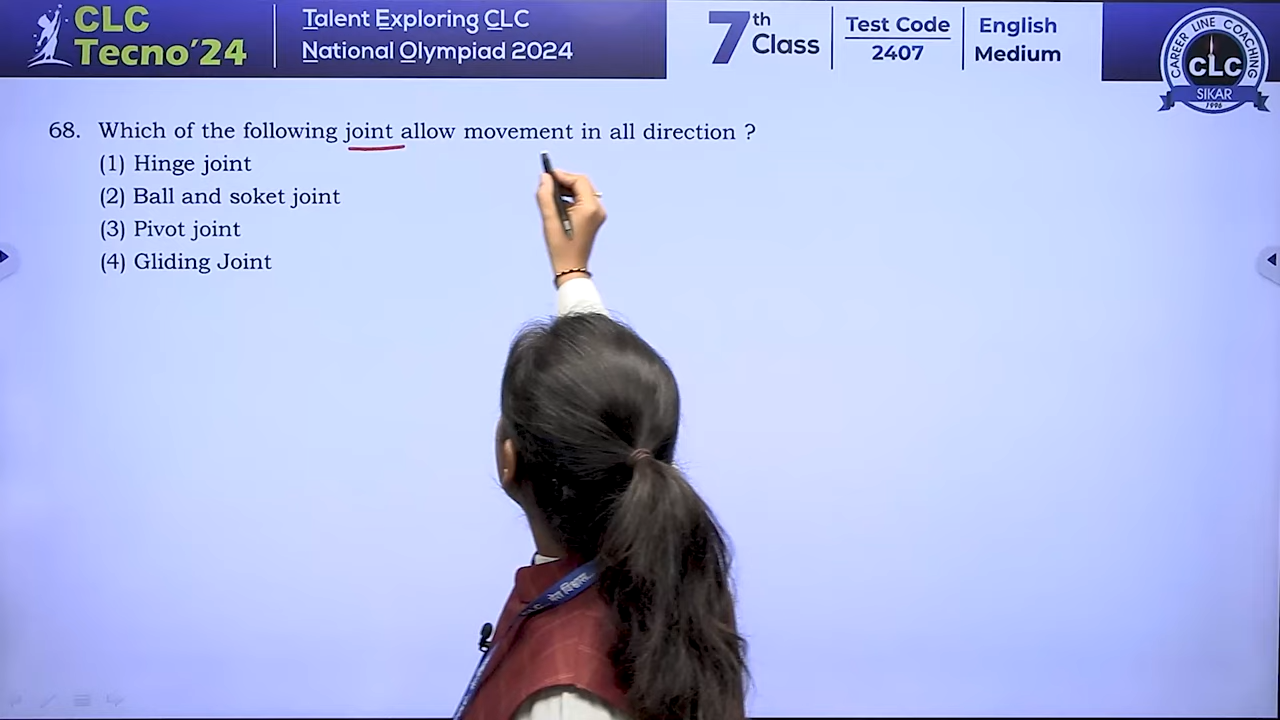 CLC
Tecno'24
Talent Exploring CLC
National Olympiad 2024
7th Class
Test Code
2407
English
Medium
CAREER LINE COACHING
CLC
SIKAR
1996
68. Which of the following joint allow movement in all direction ?
(1) Hinge joint
(2) Ball and soket joint
(3) Pivot joint
(4) Gliding Joint